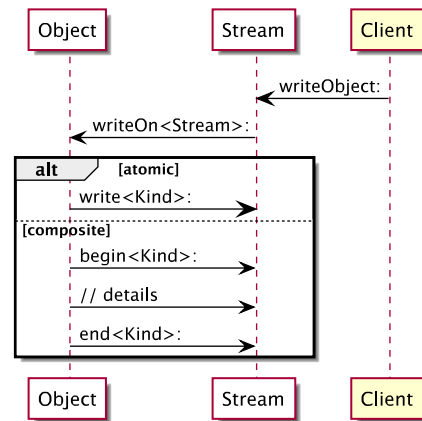 Object Stream Client
writeObject:
writeOn<Stream>:
alt [atomic]
write<Kind>:
[composite]
begin<Kind>:
// details
end<Kind>:
Object Stream Client